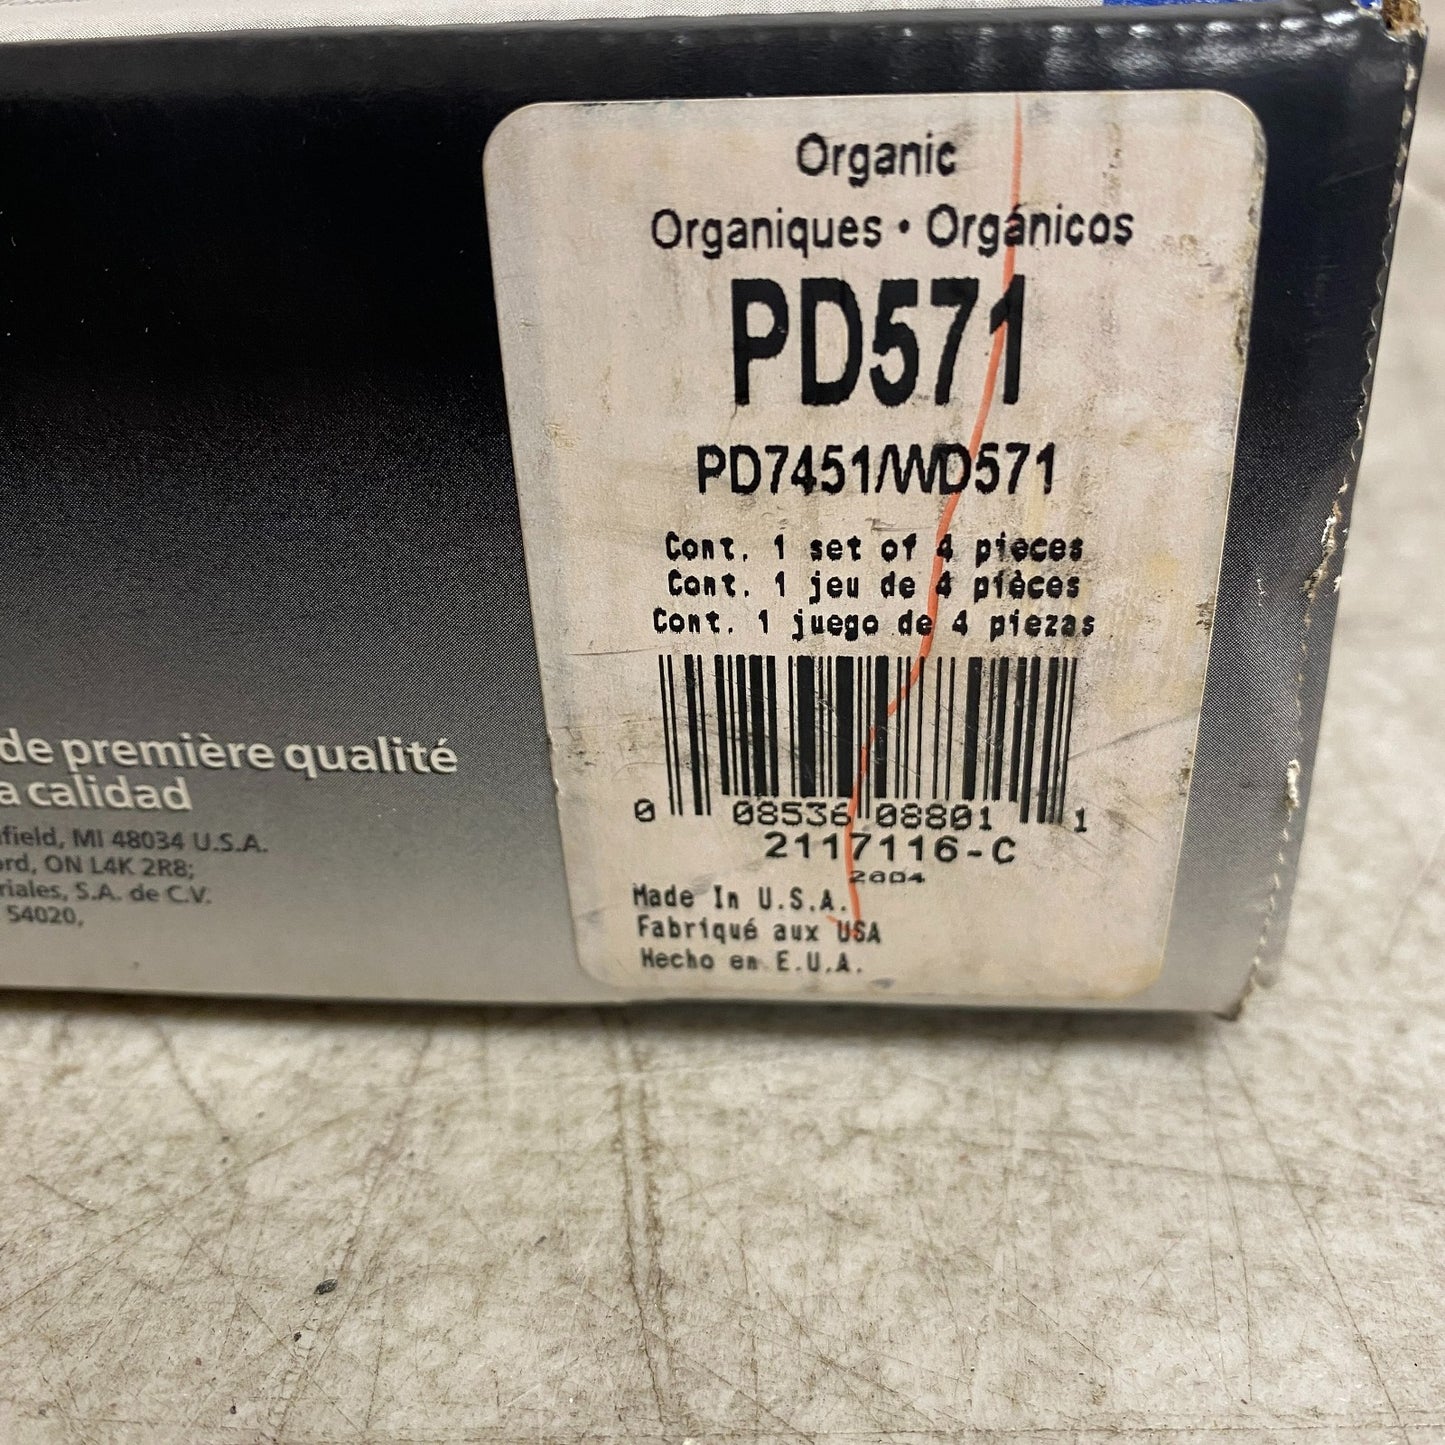 Organic
Organiques • Orgánicos
PD571
PD7451/WD571
Cont. 1 set of 4 pieces
Cont. 1 jeu de 4 pièces
Cont. 1 juego de 4 piezas
0 08536 08801 1
2117116-C
2604
Made In U.S.A.
Fabriqué aux USA
Hecho en E.U.A.
de première qualité
a calidad
field, MI 48034 U.S.A.
ord, ON L4K 2R8;
riales, S.A. de C.V.
54020,